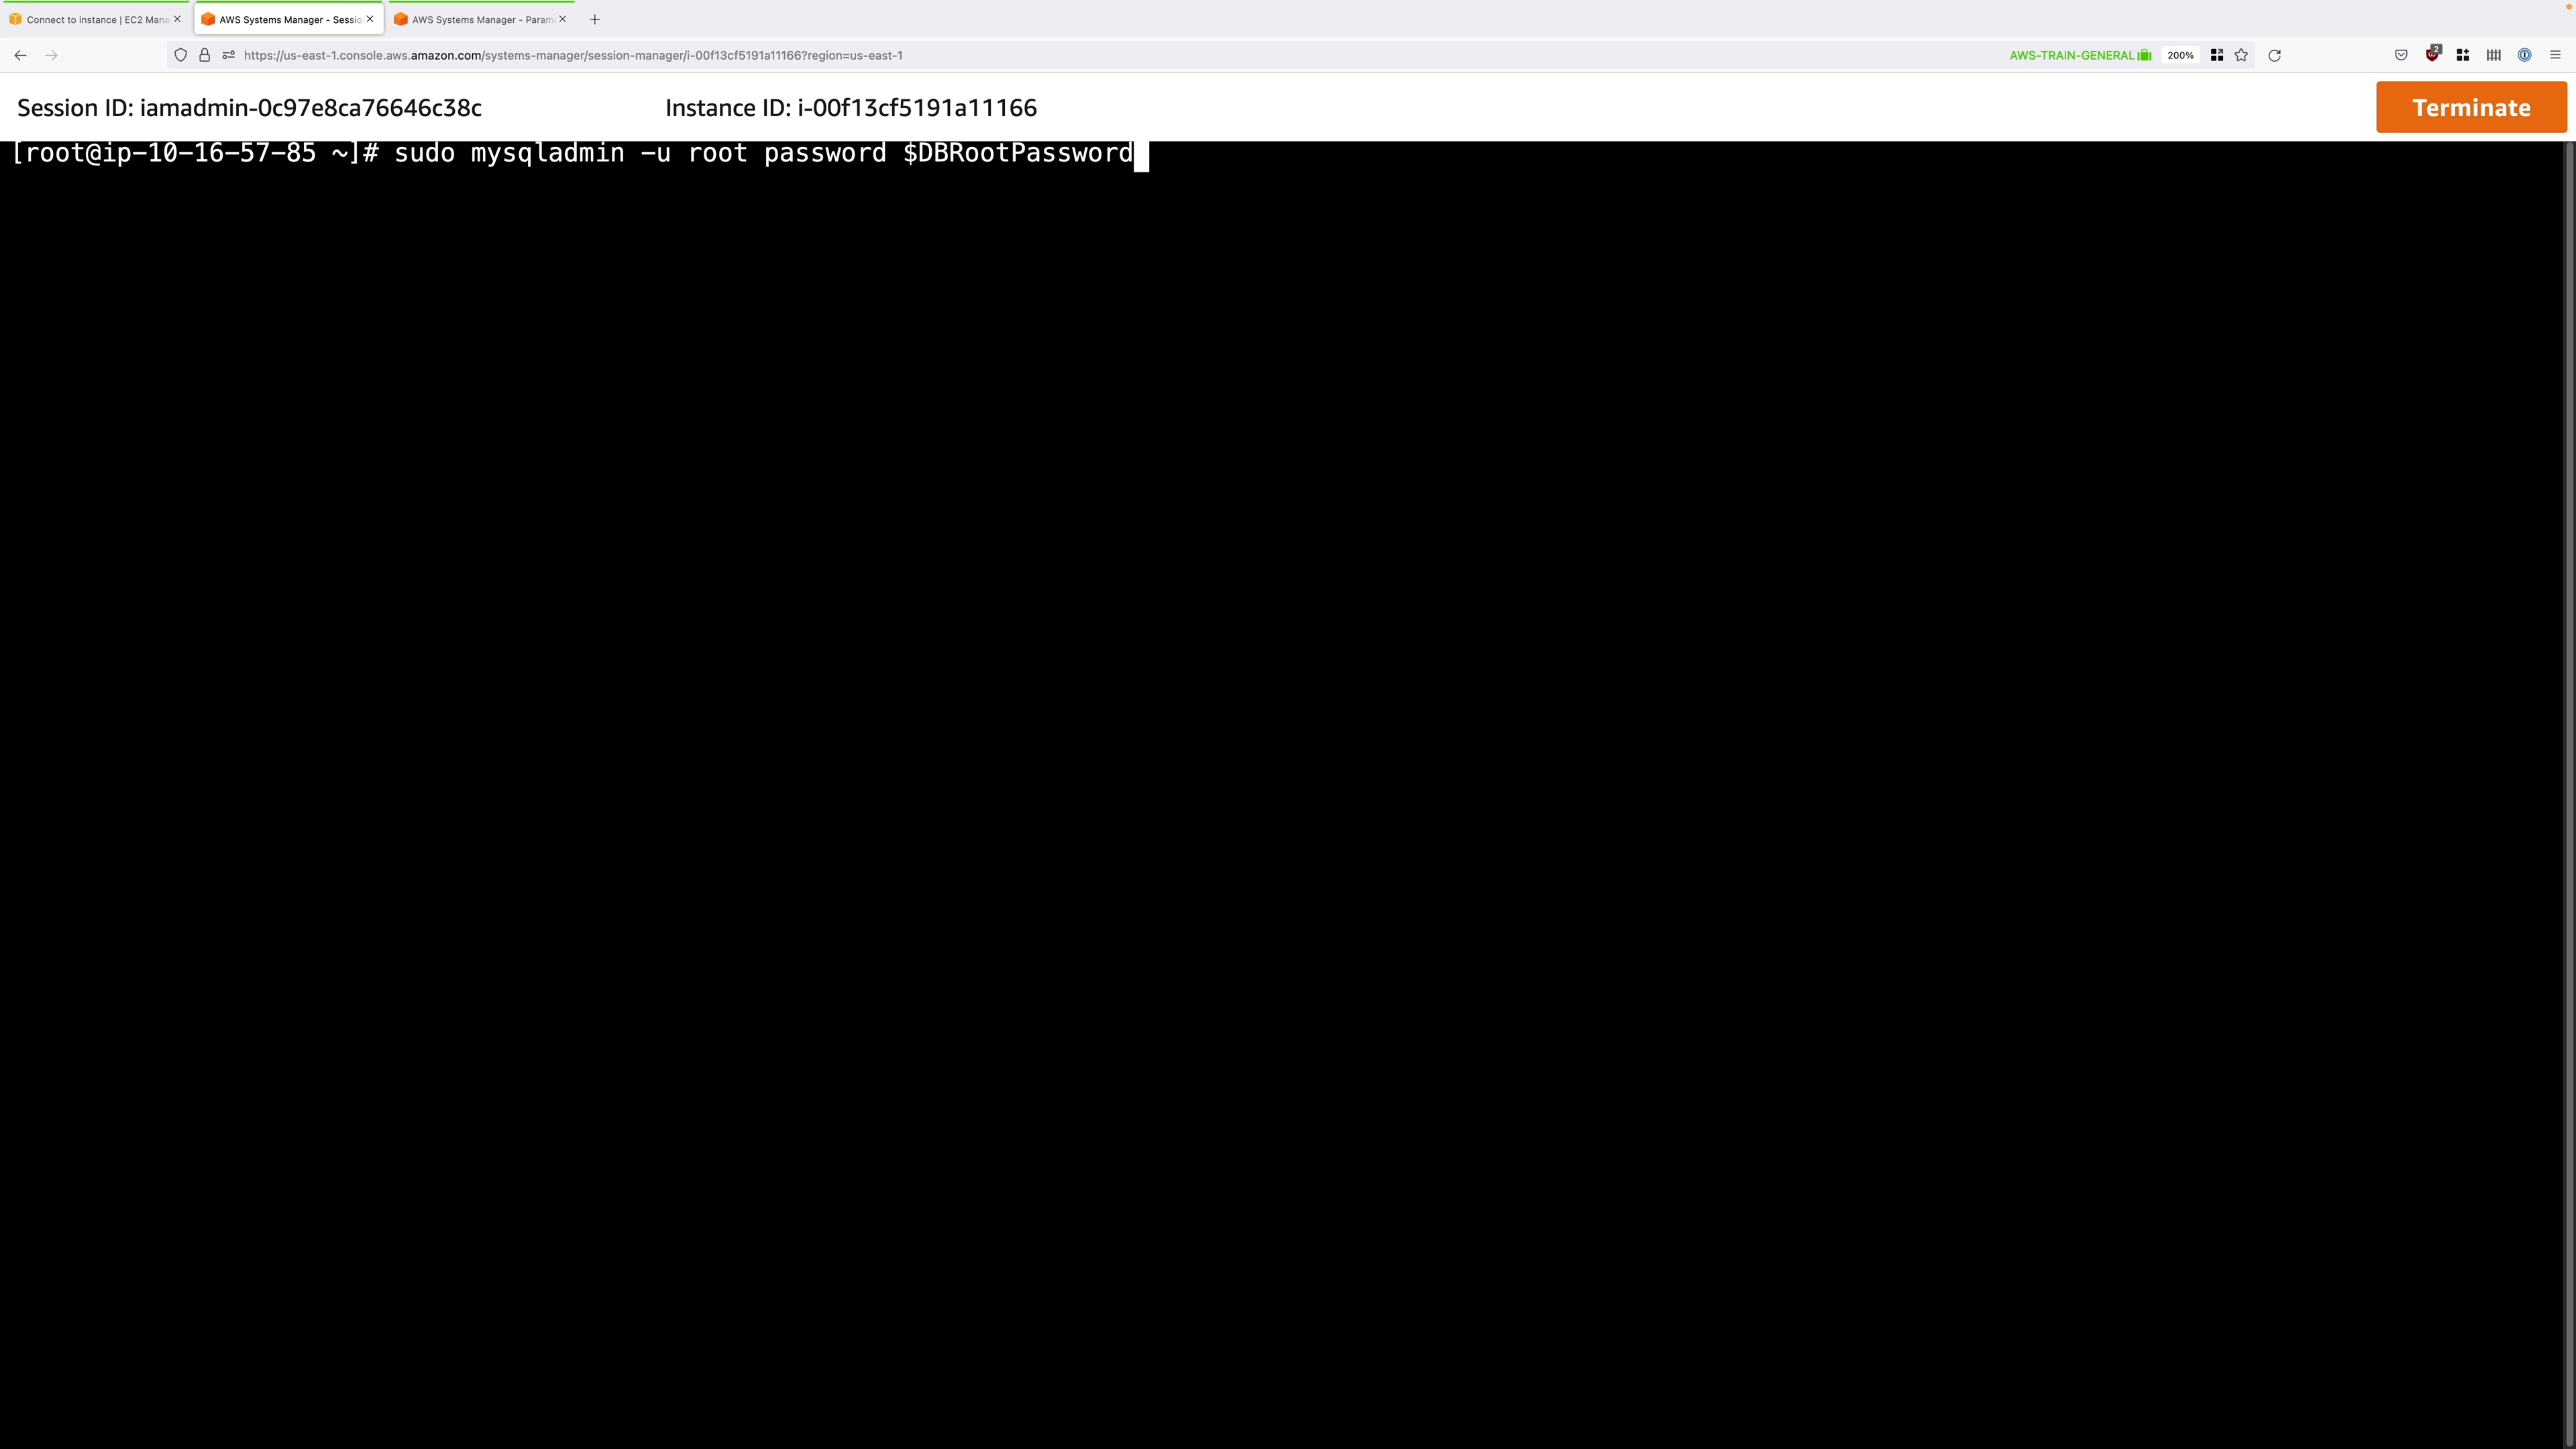 Connect to instance | EC2 Mana
AWS Systems Manager - Sessio
AWS Systems Manager - Param
https://us-east-1.console.aws.amazon.com/systems-manager/session-manager/i-00f13cf5191a11166?region=us-east-1
AWS-TRAIN-GENERAL
200%
2
Session ID: iamadmin-0c97e8ca76646c38c
Instance ID: i-00f13cf5191a11166
Terminate
[root@ip-10-16-57-85 ~]# sudo mysqladmin -u root password $DBRootPassword